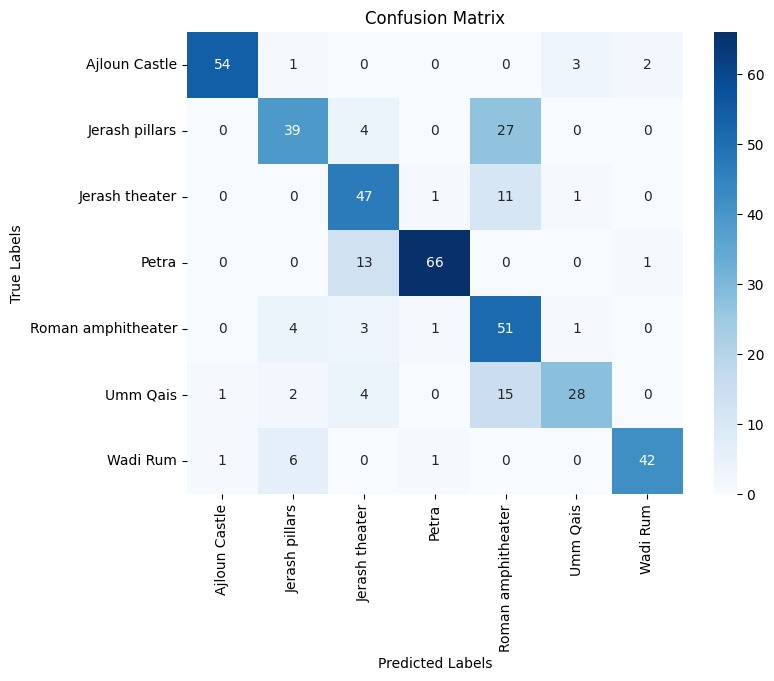 Confusion Matrix
Ajloun Castle 54 1 0 0 0 3 2
Jerash pillars 0 39 4 0 27 0 0
Jerash theater 0 0 47 1 11 1 0
Petra 0 0 13 66 0 0 1
Roman amphitheater 0 4 3 1 51 1 0
Umm Qais 1 2 4 0 15 28 0
Wadi Rum 1 6 0 1 0 0 42
True Labels
Ajloun Castle
Jerash pillars
Jerash theater
Petra
Roman amphitheater
Umm Qais
Wadi Rum
Predicted Labels
60
50
40
30
20
10
0